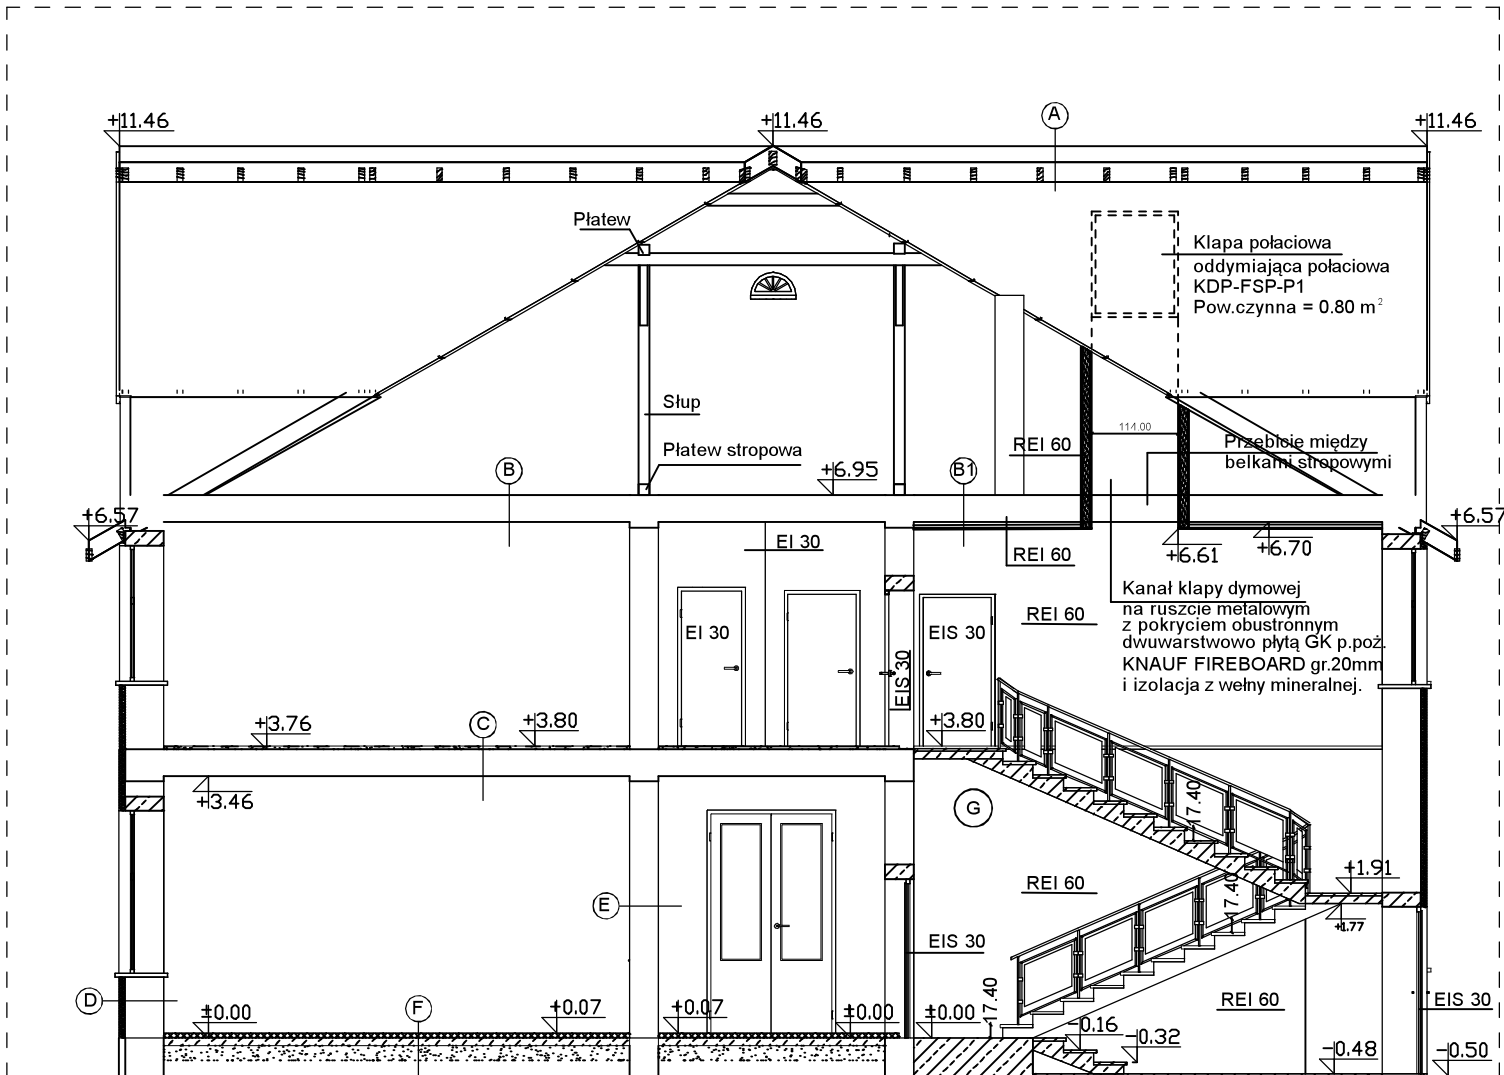 +11.46
+11.46
A
+11.46
Płatew
Klapa połaciowa
oddymiająca połaciowa
KDP-FSP-P1
Pow.czynna = 0.80 m²
Słup
114.00
Płatew stropowa
REI 60
Przebicie między
belkami stropowymi
B
+6.95
B1
+6.57
+6.57
EI 30
REI 60
+6.61
+6.70
Kanał klapy dymowej
na ruszcie metalowym
z pokryciem obustronnym
dwuwarstwowo płytą GK p.poż.
KNAUF FIREBOARD gr.20mm
i izolacja z wełny mineralnej.
REI 60
EI 30
EIS 30
EIS 30
+3.76
C
+3.80
+3.80
+3.46
G
17.40
REI 60
17.40
+1.91
+1.77
E
EIS 30
D
±0.00
F
+0.07
+0.07
±0.00
±0.00
17.40
REI 60
EIS 30
-0.16
-0.32
-0.48
-0.50